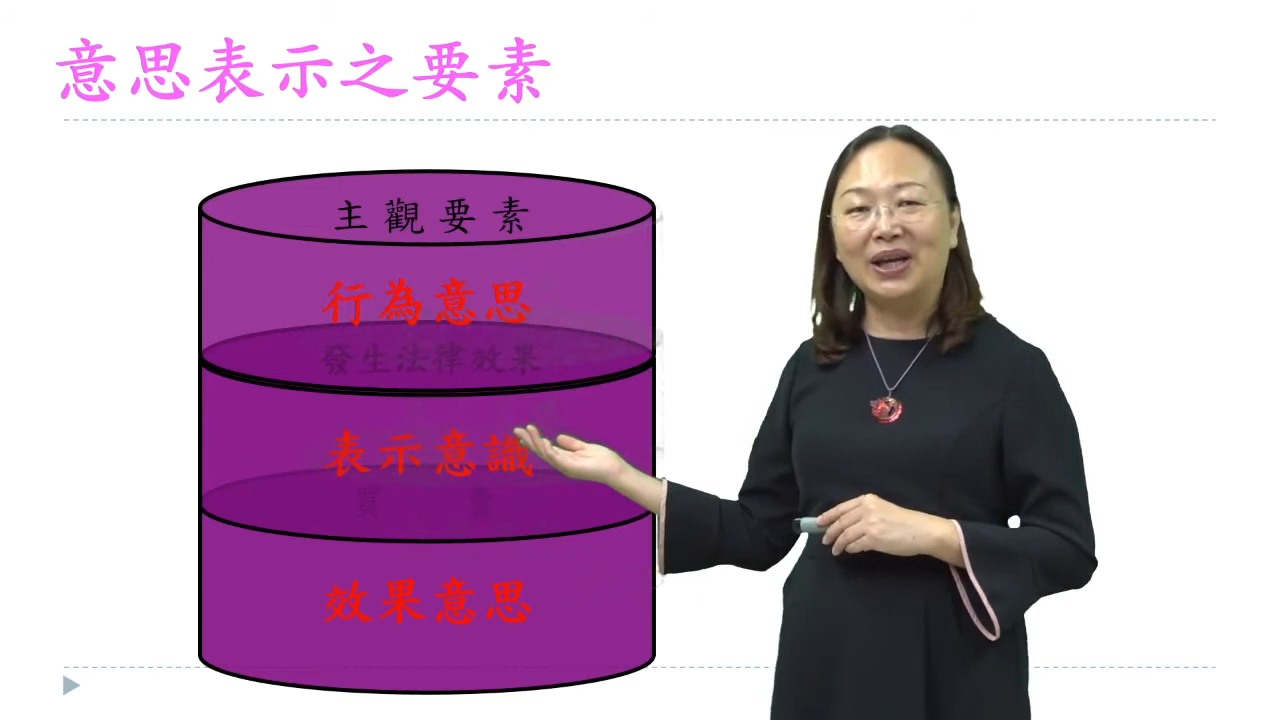 意思表示之要素
主觀要素
行為意思
發生法律效果
表示意識
效果意思